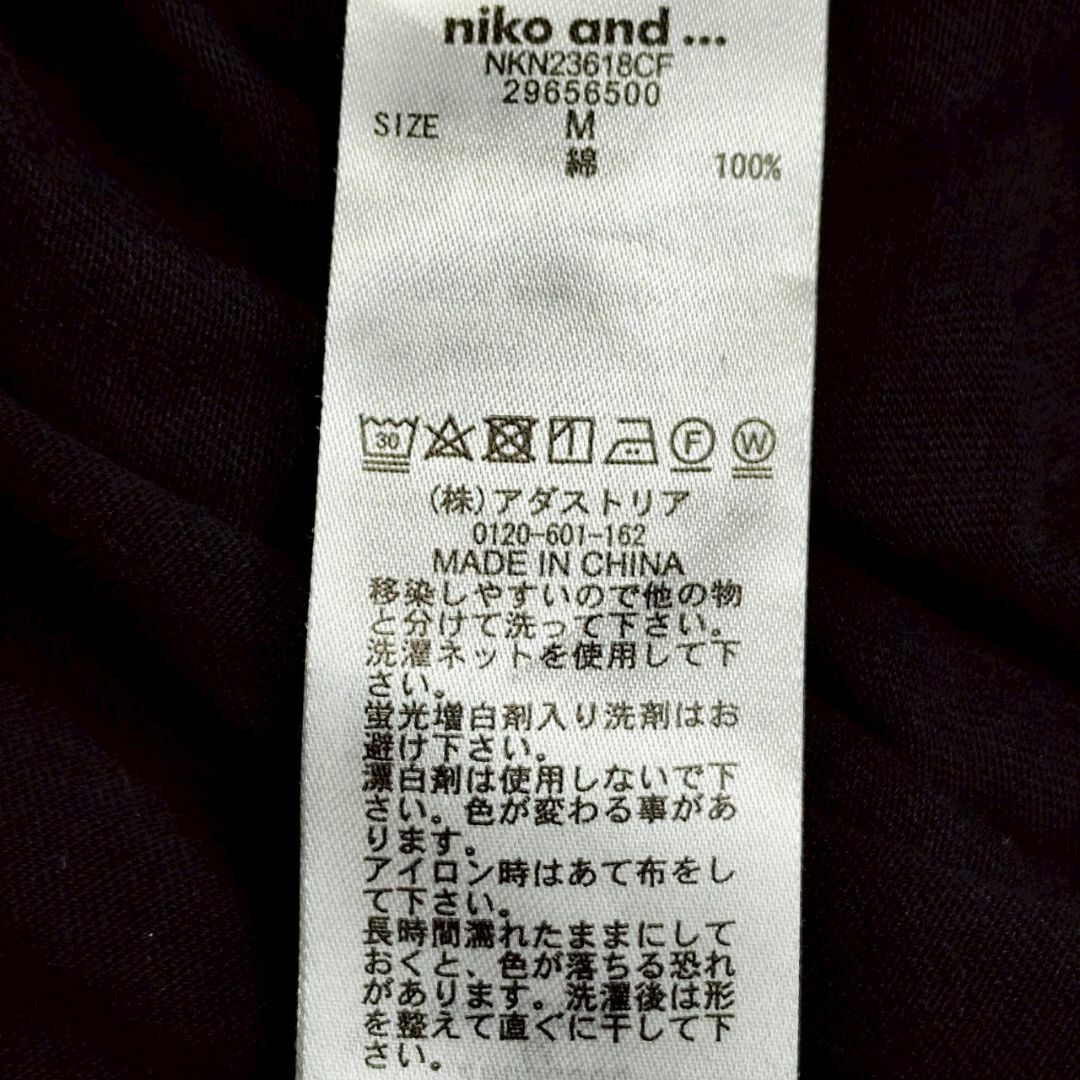 niko and ...
NKN23618CF
29656500
SIZE M
綿 100%
30 F W
(株)アダストリア
0120-601-162
MADE IN CHINA
移染しやすいので他の物
と分けて洗って下さい。
洗濯ネットを使用して下
さい。
蛍光増白剤入り洗剤はお
避け下さい。
漂白剤は使用しないで下
さい。色が変わる事があ
ります。
アイロン時はあて布をし
て下さい。
長時間濡れたままにして
おくと、色が落ちる恐れ
があります。洗濯後は形
を整えて直ぐに干して下
さい。